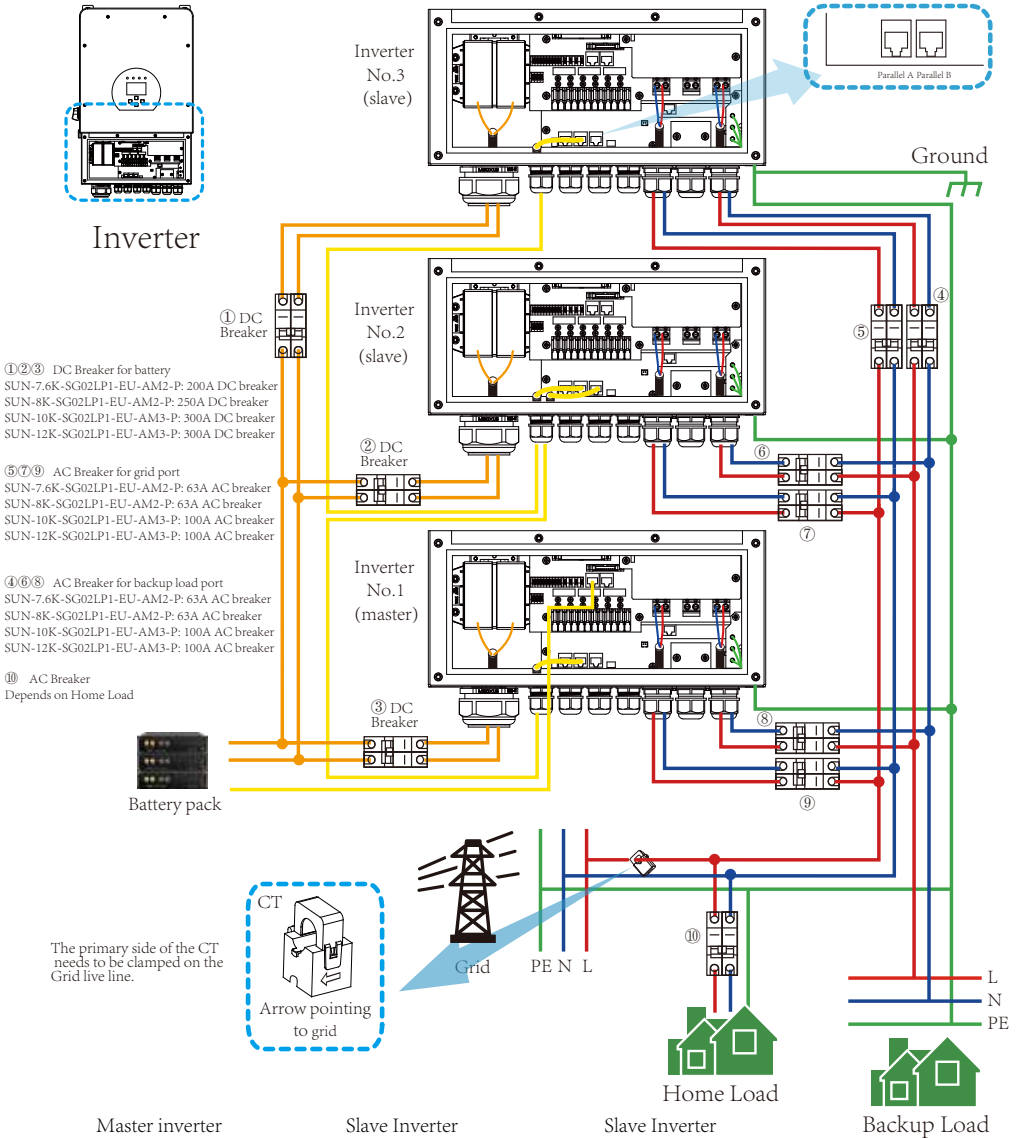 Inverter
Inverter
No.3
(slave)
Parallel A Parallel B
Ground
① DC
Breaker
Inverter
No.2
(slave)
④
⑤
①②③ DC Breaker for battery
SUN-7.6K-SG02LP1-EU-AM2-P: 200A DC breaker
SUN-8K-SG02LP1-EU-AM2-P: 250A DC breaker
SUN-10K-SG02LP1-EU-AM3-P: 300A DC breaker
SUN-12K-SG02LP1-EU-AM3-P: 300A DC breaker
② DC
Breaker
⑥
⑦
⑤⑦⑨ AC Breaker for grid port
SUN-7.6K-SG02LP1-EU-AM2-P: 63A AC breaker
SUN-8K-SG02LP1-EU-AM2-P: 63A AC breaker
SUN-10K-SG02LP1-EU-AM3-P: 100A AC breaker
SUN-12K-SG02LP1-EU-AM3-P: 100A AC breaker
Inverter
No.1
(master)
④⑥⑧ AC Breaker for backup load port
SUN-7.6K-SG02LP1-EU-AM2-P: 63A AC breaker
SUN-8K-SG02LP1-EU-AM2-P: 63A AC breaker
SUN-10K-SG02LP1-EU-AM3-P: 100A AC breaker
SUN-12K-SG02LP1-EU-AM3-P: 100A AC breaker
⑩ AC Breaker
Depends on Home Load
③ DC
Breaker
⑧
⑨
Battery pack
CT
The primary side of the CT
needs to be clamped on the
Grid live line.
Arrow pointing
to grid
Grid
PE N L
⑩
L
N
PE
Home Load
Backup Load
Master inverter
Slave Inverter
Slave Inverter